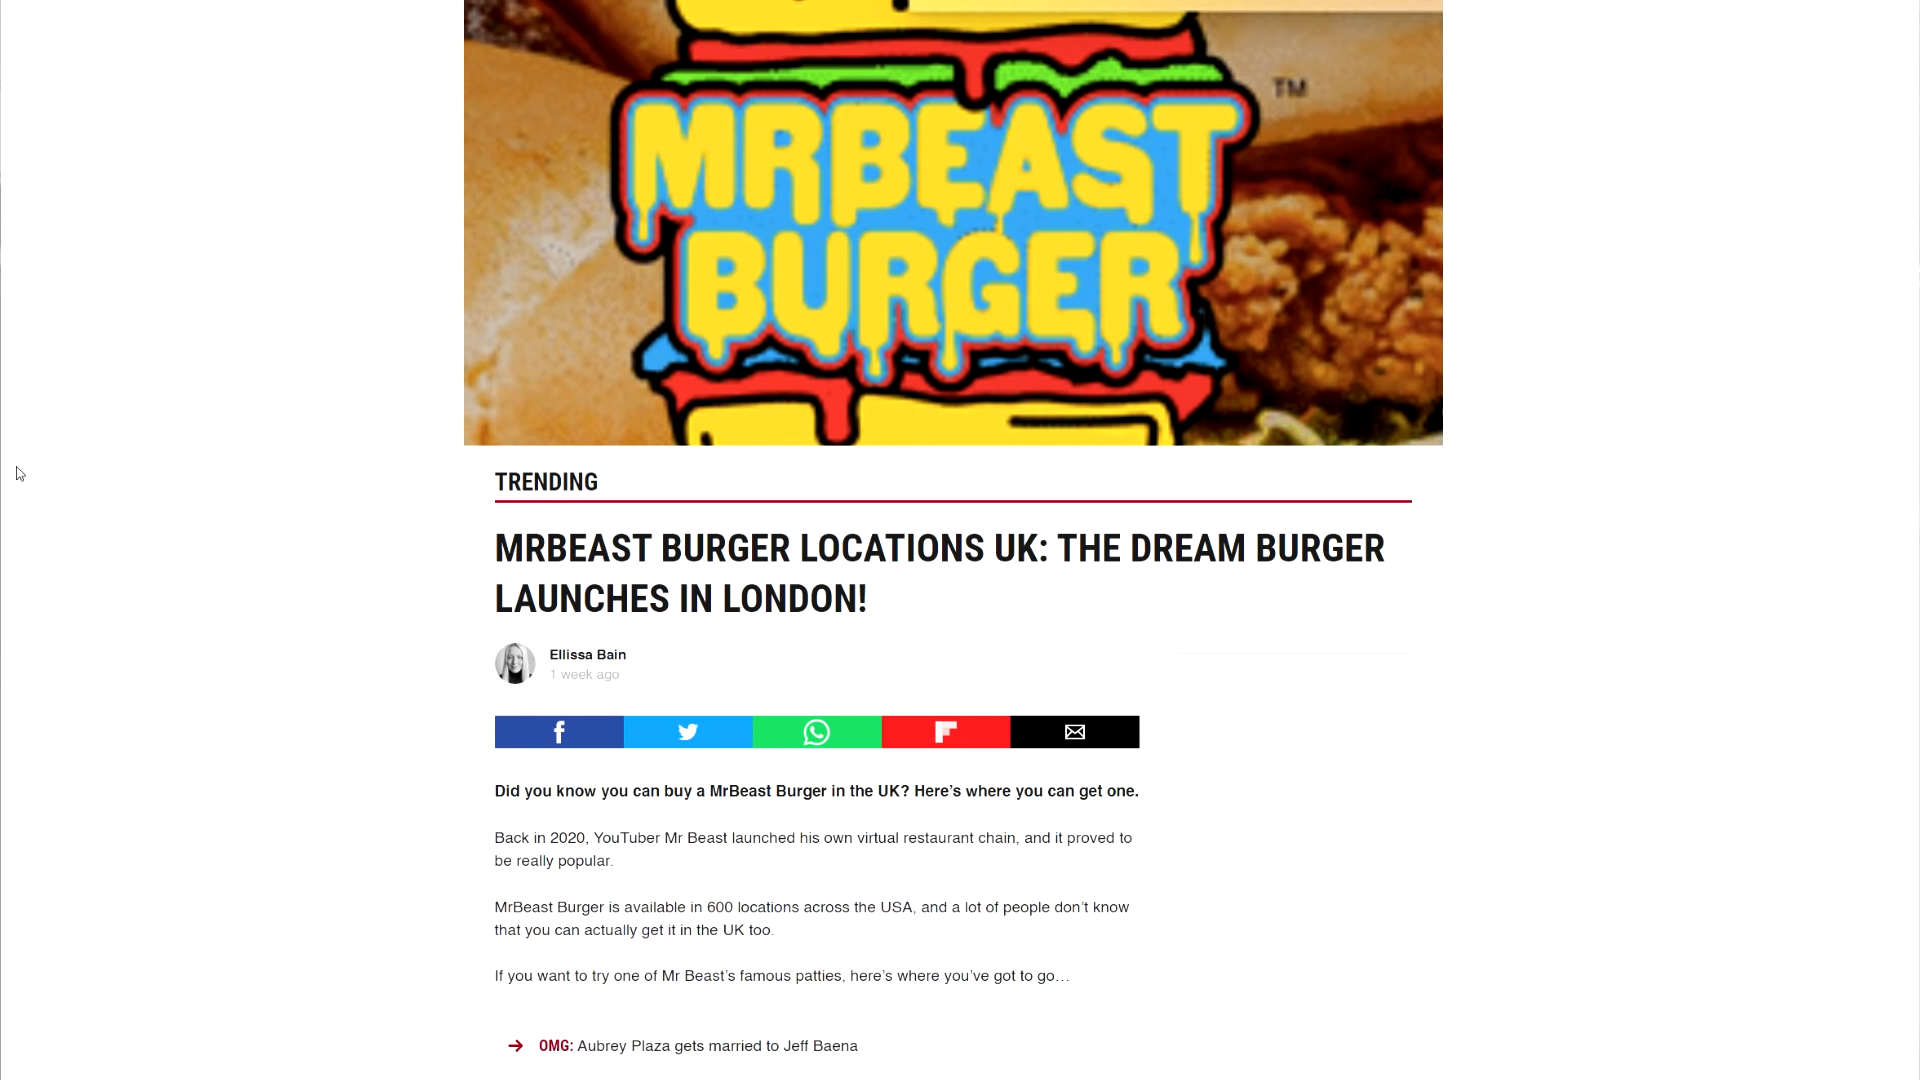 MRBEAST
BURGER
TM
TRENDING
MRBEAST BURGER LOCATIONS UK: THE DREAM BURGER
LAUNCHES IN LONDON!
Ellissa Bain
1 week ago
Did you know you can buy a MrBeast Burger in the UK? Here’s where you can get one.
Back in 2020, YouTuber Mr Beast launched his own virtual restaurant chain, and it proved to
be really popular.
MrBeast Burger is available in 600 locations across the USA, and a lot of people don’t know
that you can actually get it in the UK too.
If you want to try one of Mr Beast’s famous patties, here’s where you’ve got to go…
OMG: Aubrey Plaza gets married to Jeff Baena